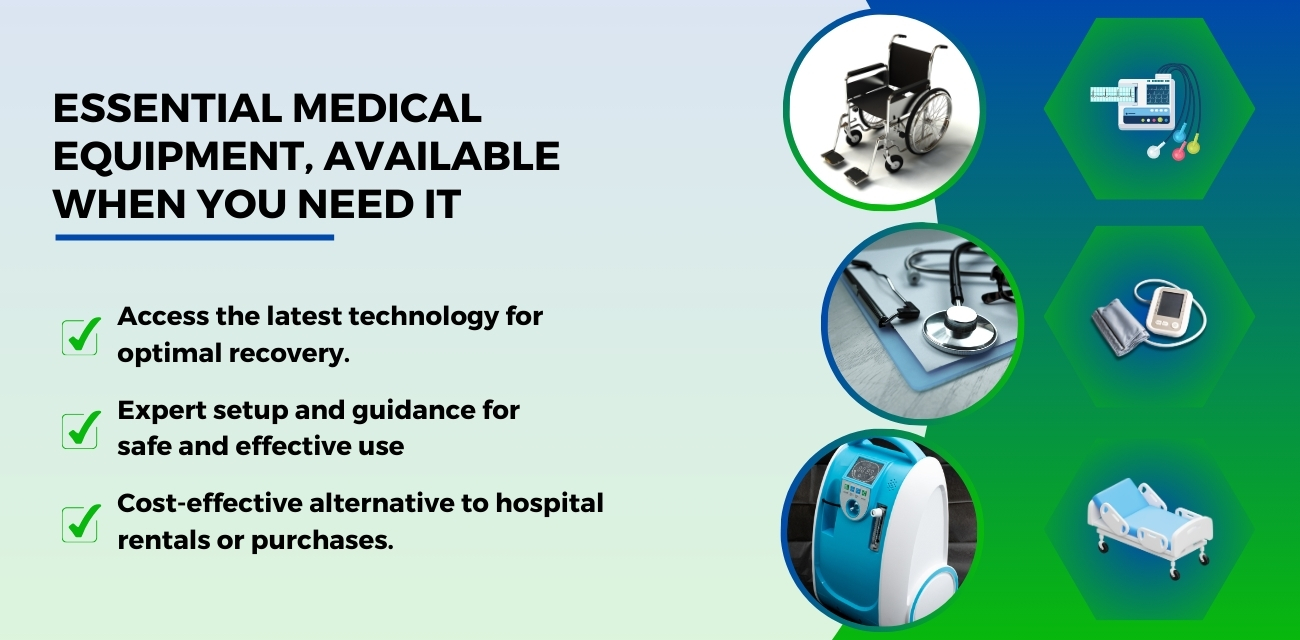 ESSENTIAL MEDICAL
EQUIPMENT, AVAILABLE
WHEN YOU NEED IT
Access the latest technology for
optimal recovery.
Expert setup and guidance for
safe and effective use
Cost-effective alternative to hospital
rentals or purchases.